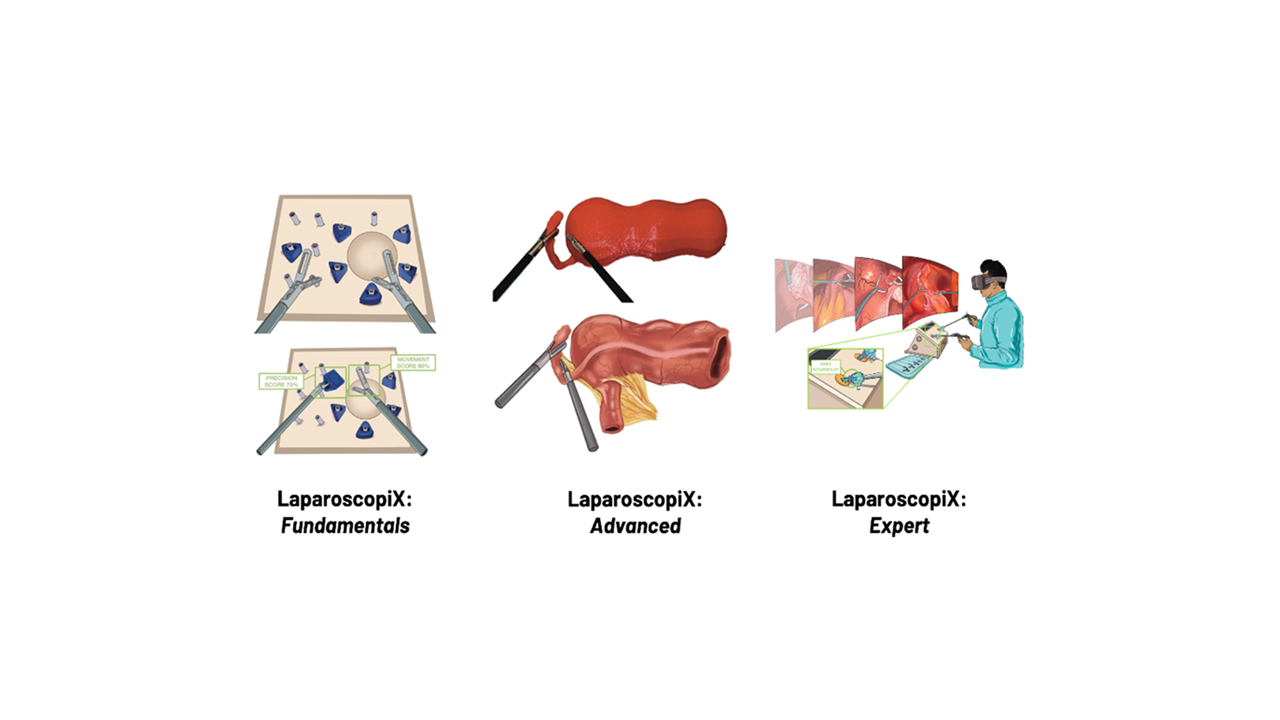 PRECISION
SCORE 70%
MOVEMENT
SCORE 80%
LaparoscopiX:
Fundamentals
LaparoscopiX:
Advanced
LaparoscopiX:
Expert